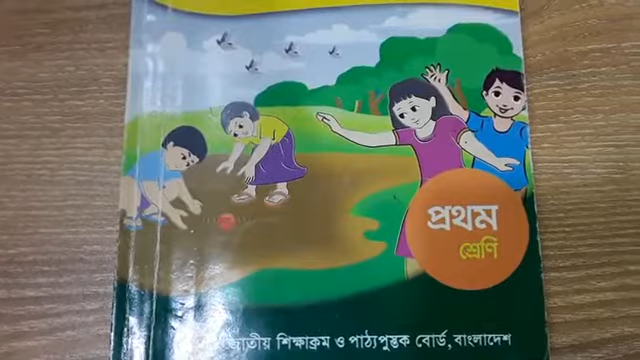 প্রথম
শ্রেণি
জাতীয় শিক্ষাক্রম ও পাঠ্যপুস্তক বোর্ড, বাংলাদেশ